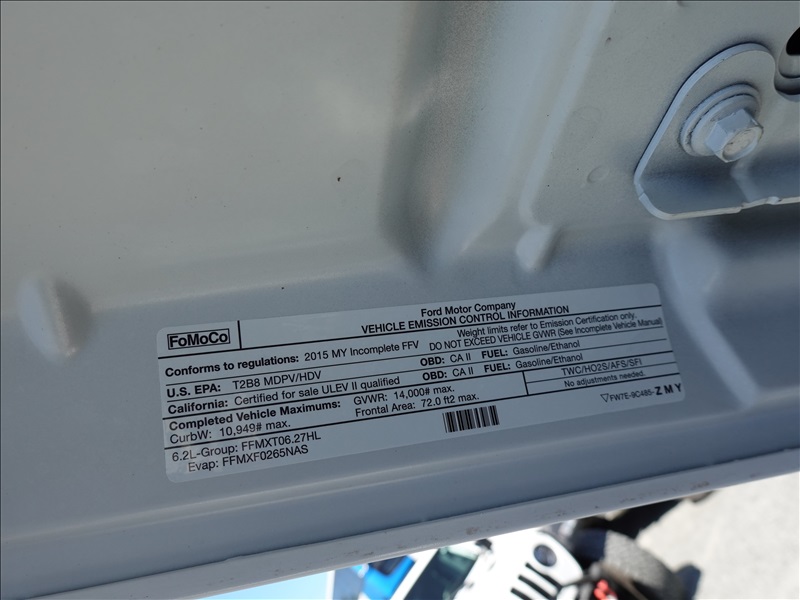 FoMoCo
Ford Motor Company
VEHICLE EMISSION CONTROL INFORMATION
Conforms to regulations: 2015 MY Incomplete FFV
Weight limits refer to Emission Certification only.
DO NOT EXCEED VEHICLE GVWR (See Incomplete Vehicle Manual)
U.S. EPA: T2B8 MDPV/HDV OBD: CA II FUEL: Gasoline/Ethanol
California: Certified for sale ULEV II qualified OBD: CA II FUEL: Gasoline/Ethanol
Completed Vehicle Maximums: GVWR: 14,000# max.
CurbW: 10,949# max. Frontal Area: 72.0 ft2 max.
TWC/HO2S/AFS/SFI
No adjustments needed.
6.2L-Group: FFMXT06.27HL
Evap: FFMXF0265NAS
▽FW7E-9C485-ZMY